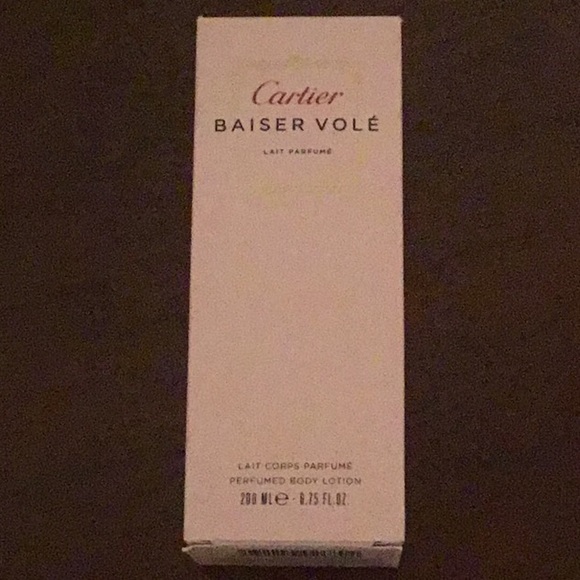 Cartier
BAISER VOLÉ
LAIT PARFUMÉ
LAIT CORPS PARFUMÉ
PERFUMED BODY LOTION
200 ML ℮ - 6.75 FL.OZ.